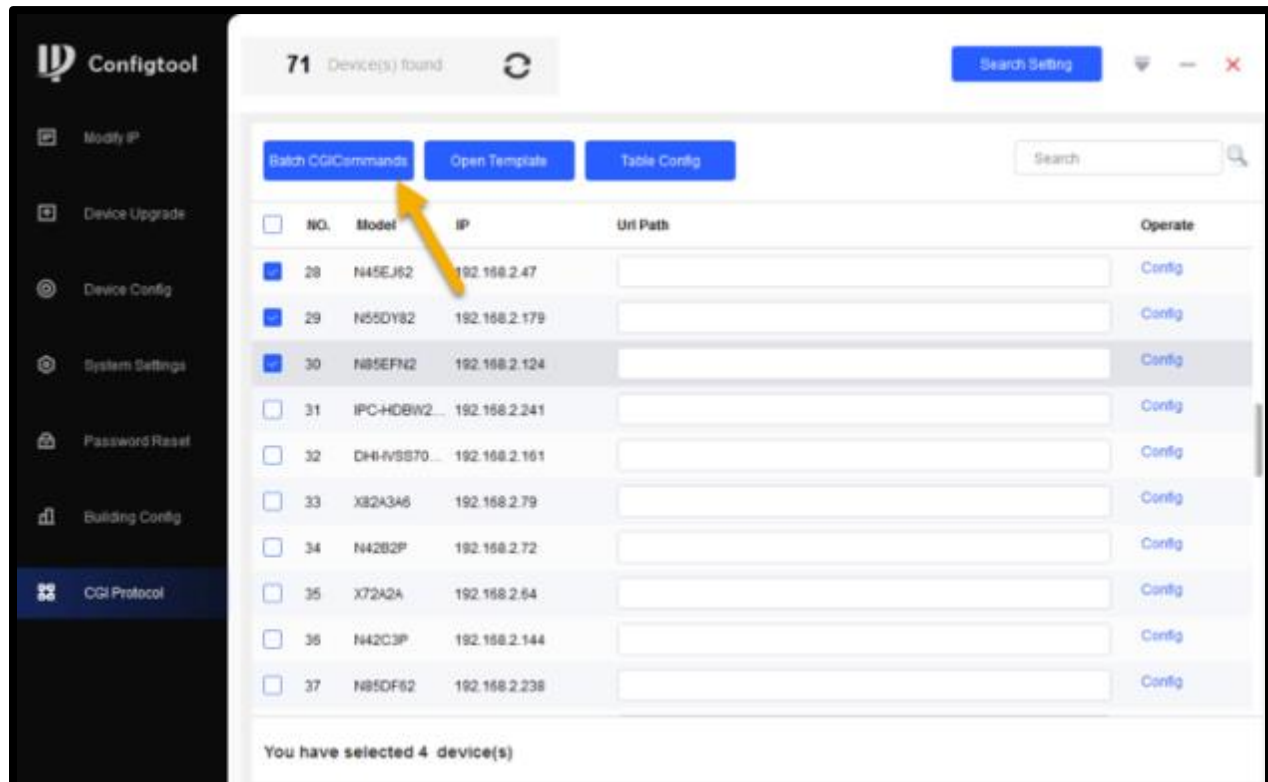 Configtool
71 Device(s) found
Search Setting
Modify IP
Device Upgrade
Device Config
System Settings
Password Reset
Building Config
CGI Protocol
Batch CGICommands Open Template Table Config Search
NO. Model IP Url Path Operate
28 N45EJ62 192.168.2.47 Config
29 N55DY82 192.168.2.179 Config
30 N85EFN2 192.168.2.124 Config
31 IPC-HDBW2... 192.168.2.241 Config
32 DHI-IVSS70... 192.168.2.161 Config
33 X82A3A6 192.168.2.79 Config
34 N42B2P 192.168.2.72 Config
35 X72A2A 192.168.2.64 Config
36 N42C3P 192.168.2.144 Config
37 N85DF62 192.168.2.238 Config
You have selected 4 device(s)